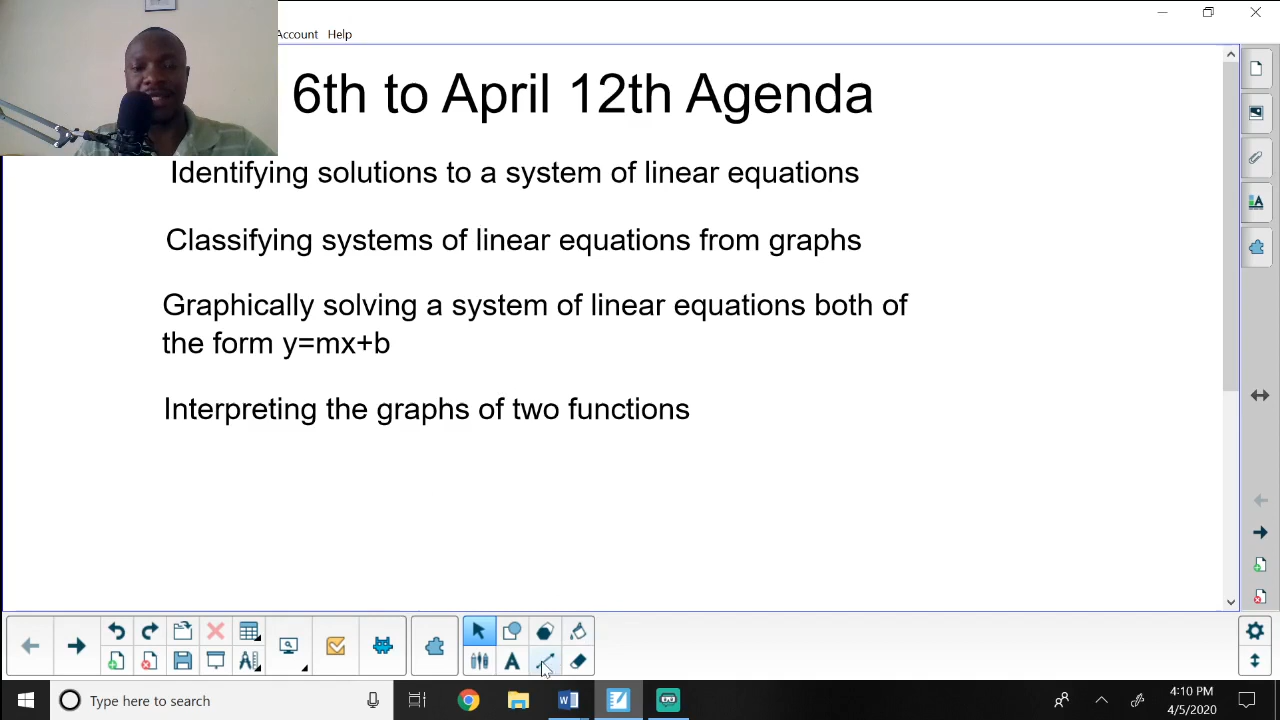 Account Help
6th to April 12th Agenda
Identifying solutions to a system of linear equations
Classifying systems of linear equations from graphs
Graphically solving a system of linear equations both of
the form y=mx+b
Interpreting the graphs of two functions
Type here to search
4:10 PM
4/5/2020